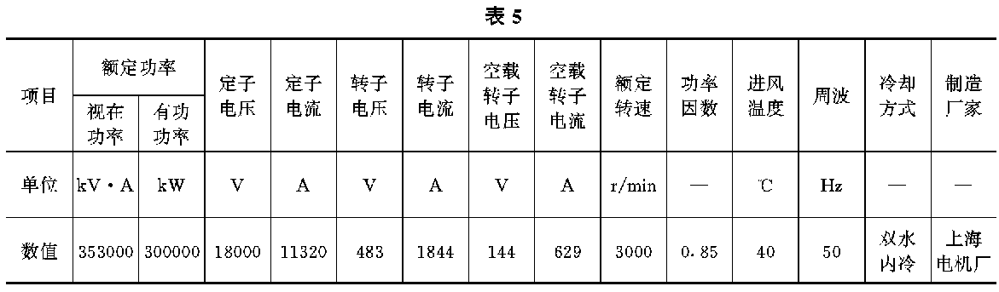 表 5
项目 额定功率 定子电压 定子电流 转子电压 转子电流 空载转子电压 空载转子电流 额定转速 功率因数 进风温度 周波 冷却方式 制造厂家
视在功率 有功功率
单位 kV·A kW V A V A V A r/min — ℃ Hz — —
数值 353000 300000 18000 11320 483 1844 144 629 3000 0.85 40 50 双水内冷 上海电机厂